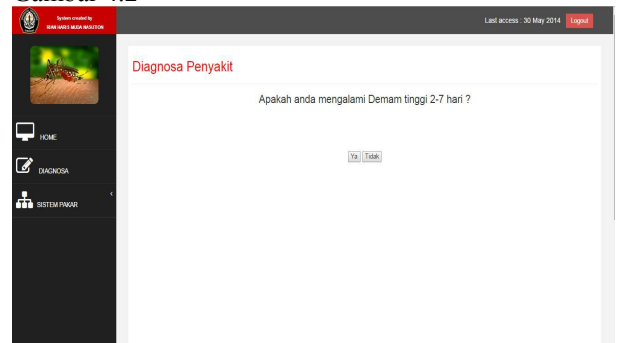 Gambar 4.2
System created by
RIAN HARIS MUDA NASUTION
Last access : 30 May 2014 Logout
Diagnosa Penyakit
Apakah anda mengalami Demam tinggi 2-7 hari ?
Ya Tidak
HOME
DIAGNOSA
SISTEM PAKAR